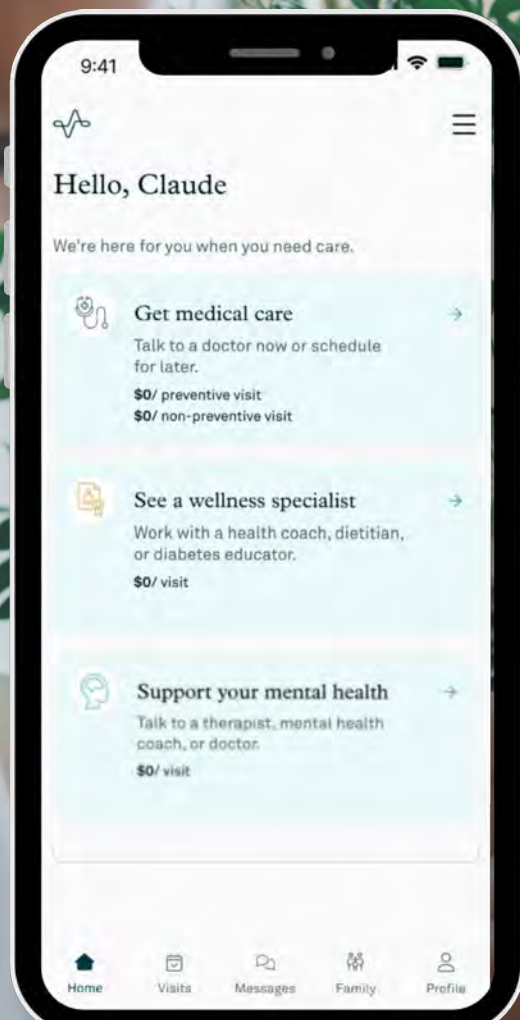 9:41
Hello, Claude
We're here for you when you need care.
Get medical care
Talk to a doctor now or schedule
for later.
$0/ preventive visit
$0/ non-preventive visit
See a wellness specialist
Work with a health coach, dietitian,
or diabetes educator.
$0/ visit
Support your mental health
Talk to a therapist, mental health
coach, or doctor.
$0/ visit
Home Visits Messages Family Profile